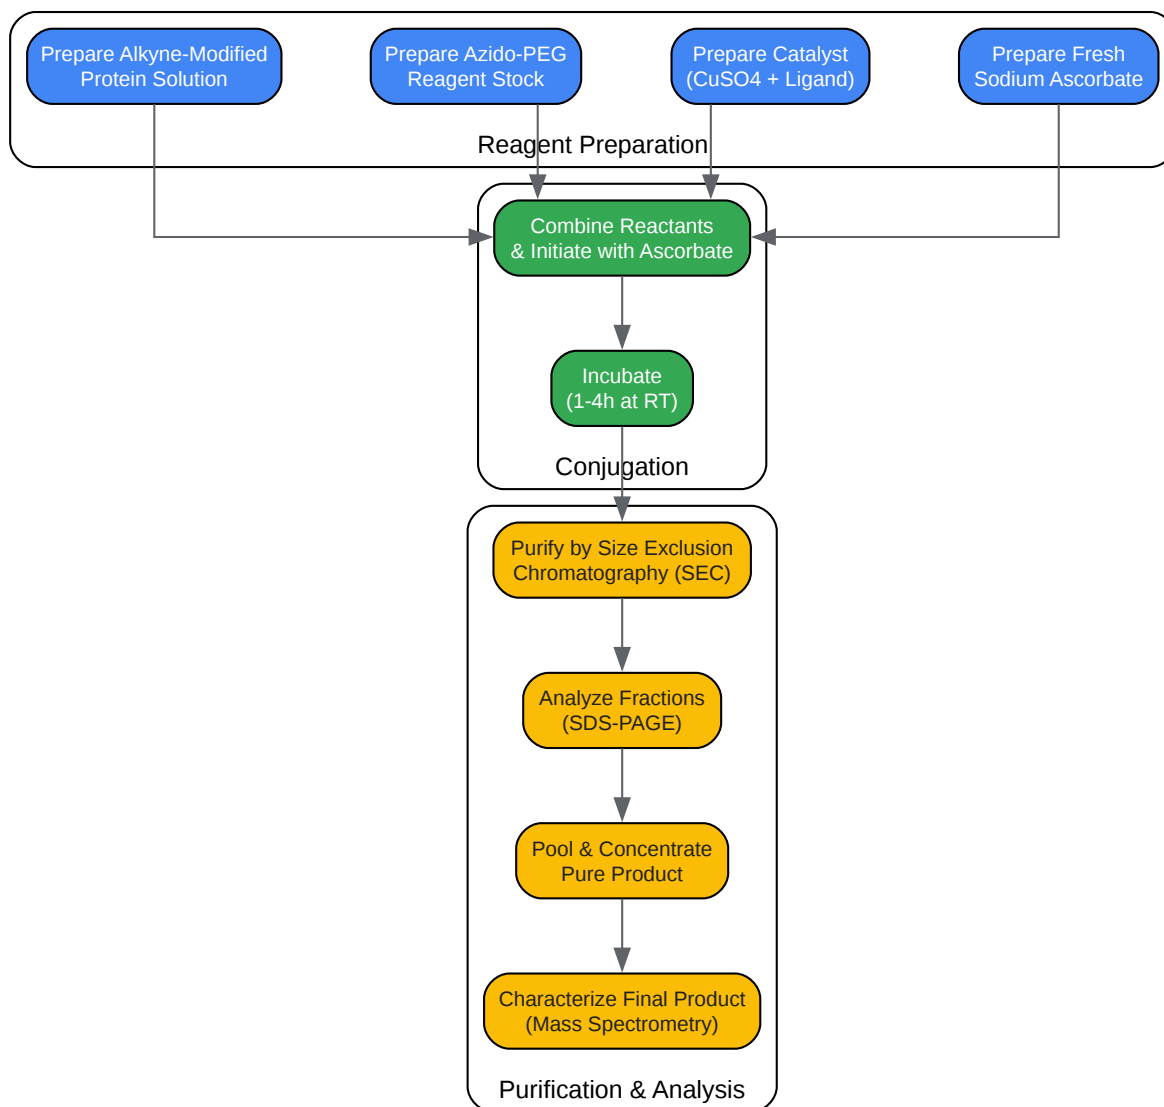 Prepare Alkyne-Modified
Protein Solution
Prepare Azido-PEG
Reagent Stock
Prepare Catalyst
(CuSO4 + Ligand)
Prepare Fresh
Sodium Ascorbate
Reagent Preparation
Combine Reactants
& Initiate with Ascorbate
Incubate
(1-4h at RT)
Conjugation
Purify by Size Exclusion
Chromatography (SEC)
Analyze Fractions
(SDS-PAGE)
Pool & Concentrate
Pure Product
Characterize Final Product
(Mass Spectrometry)
Purification & Analysis